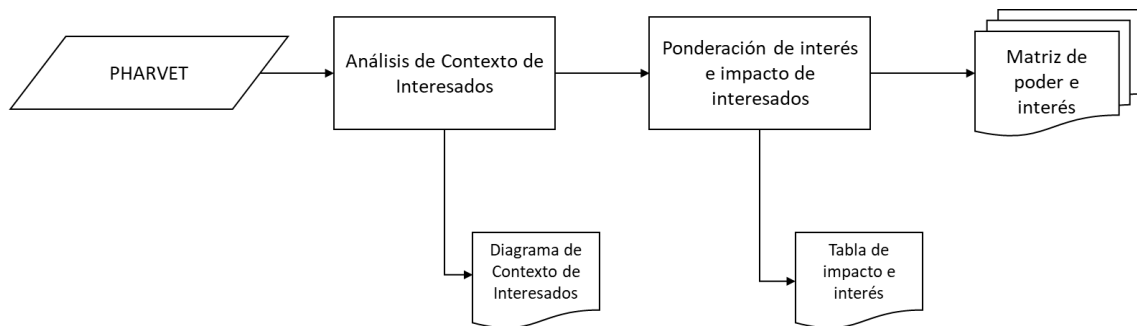 PHARVET
Análisis de Contexto de
Interesados
Ponderación de interés
e impacto de
interesados
Matriz de
poder e
interés
Diagrama de
Contexto de
Interesados
Tabla de
impacto e
interés